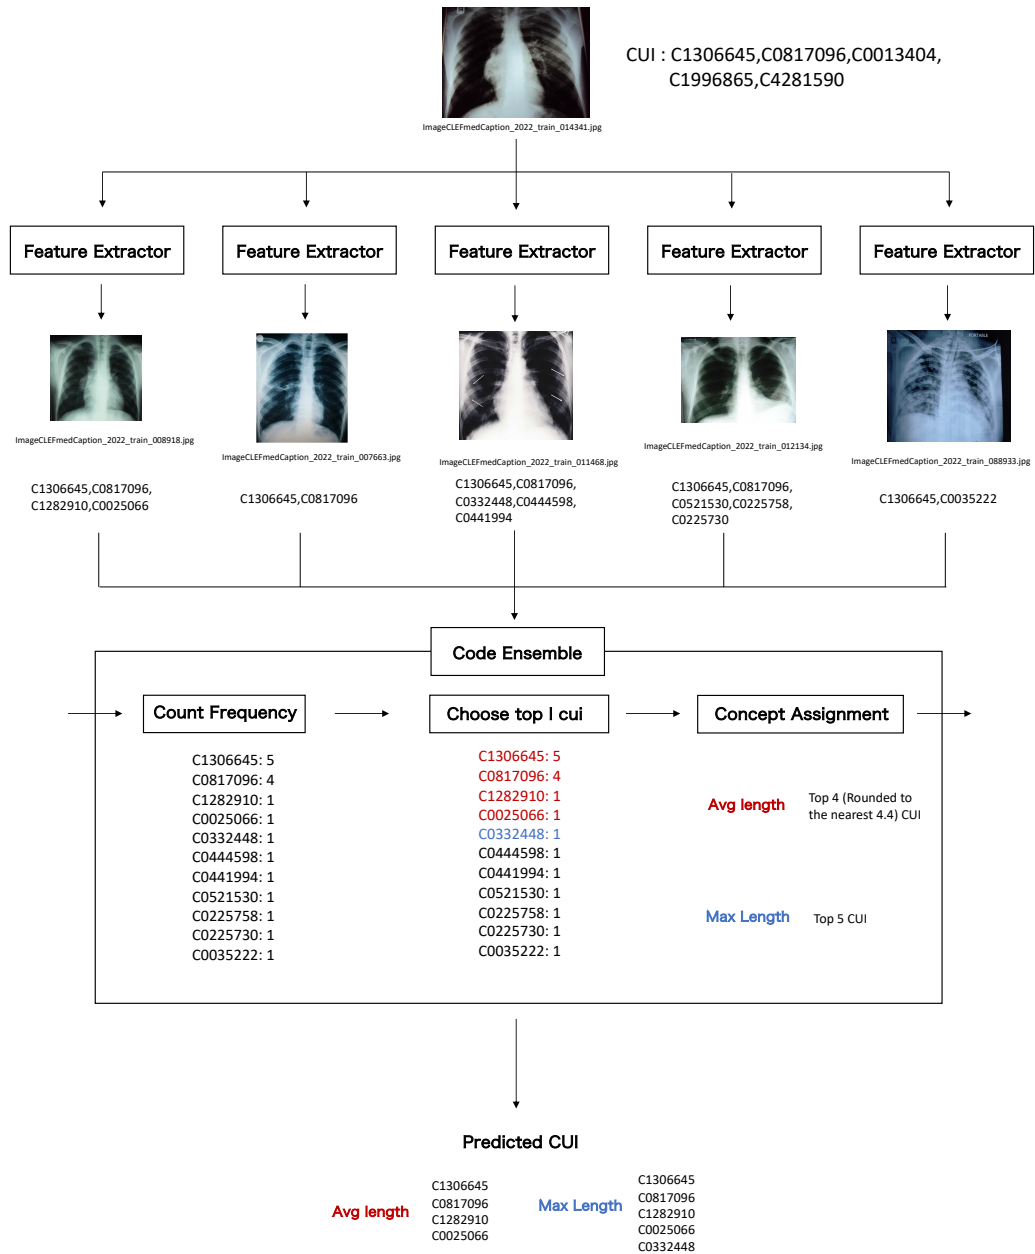 CUI : C1306645,C0817096,C0013404,
C1996865,C4281590
ImageCLEFmedCaption_2022_train_014341.jpg
Feature Extractor
Feature Extractor
Feature Extractor
Feature Extractor
Feature Extractor
PORTABLE
ImageCLEFmedCaption_2022_train_008918.jpg
ImageCLEFmedCaption_2022_train_007663.jpg
ImageCLEFmedCaption_2022_train_011468.jpg
ImageCLEFmedCaption_2022_train_012134.jpg
ImageCLEFmedCaption_2022_train_088933.jpg
C1306645,C0817096,
C1282910,C0025066
C1306645,C0817096
C1306645,C0817096,
C0332448,C0444598,
C0441994
C1306645,C0817096,
C0521530,C0225758,
C0225730
C1306645,C0035222
Code Ensemble
Count Frequency
Choose top l cui
Concept Assignment
C1306645: 5
C0817096: 4
C1282910: 1
C0025066: 1
C0332448: 1
C0444598: 1
C0441994: 1
C0521530: 1
C0225758: 1
C0225730: 1
C0035222: 1
C1306645: 5
C0817096: 4
C1282910: 1
C0025066: 1
C0332448: 1
C0444598: 1
C0441994: 1
C0521530: 1
C0225758: 1
C0225730: 1
C0035222: 1
Avg length
Top 4 (Rounded to
the nearest 4.4) CUI
Max Length
Top 5 CUI
Predicted CUI
Avg length
C1306645
C0817096
C1282910
C0025066
Max Length
C1306645
C0817096
C1282910
C0025066
C0332448